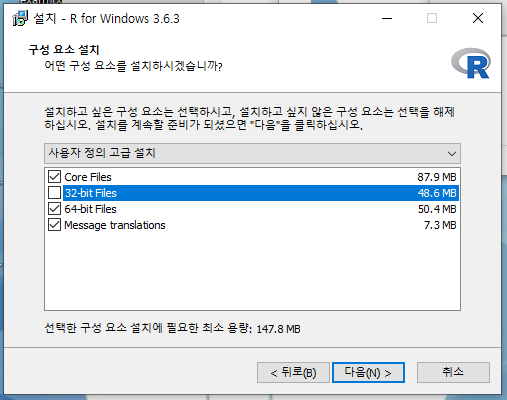 설치 - R for Windows 3.6.3
구성 요소 설치
어떤 구성 요소를 설치하시겠습니까?
R
설치하고 싶은 구성 요소는 선택하시고, 설치하고 싶지 않은 구성 요소는 선택을 해제
하십시오. 설치를 계속할 준비가 되셨으면 "다음"을 클릭하십시오.
사용자 정의 고급 설치
Core Files 87.9 MB
32-bit Files 48.6 MB
64-bit Files 50.4 MB
Message translations 7.3 MB
선택한 구성 요소 설치에 필요한 최소 용량: 147.8 MB
< 뒤로(B) 다음(N) > 취소